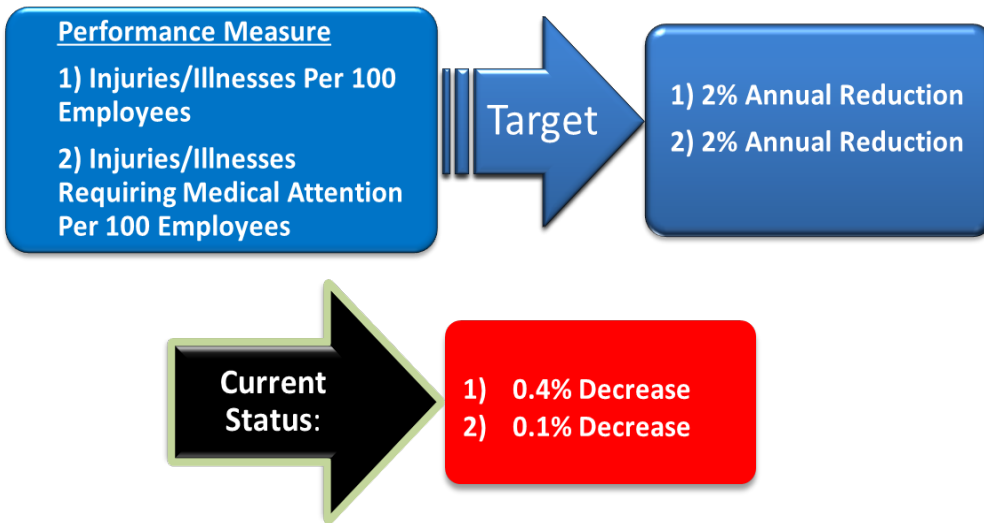 Performance Measure
1) Injuries/Illnesses Per 100
Employees
2) Injuries/Illnesses
Requiring Medical Attention
Per 100 Employees
Target
1) 2% Annual Reduction
2) 2% Annual Reduction
Current
Status:
1) 0.4% Decrease
2) 0.1% Decrease